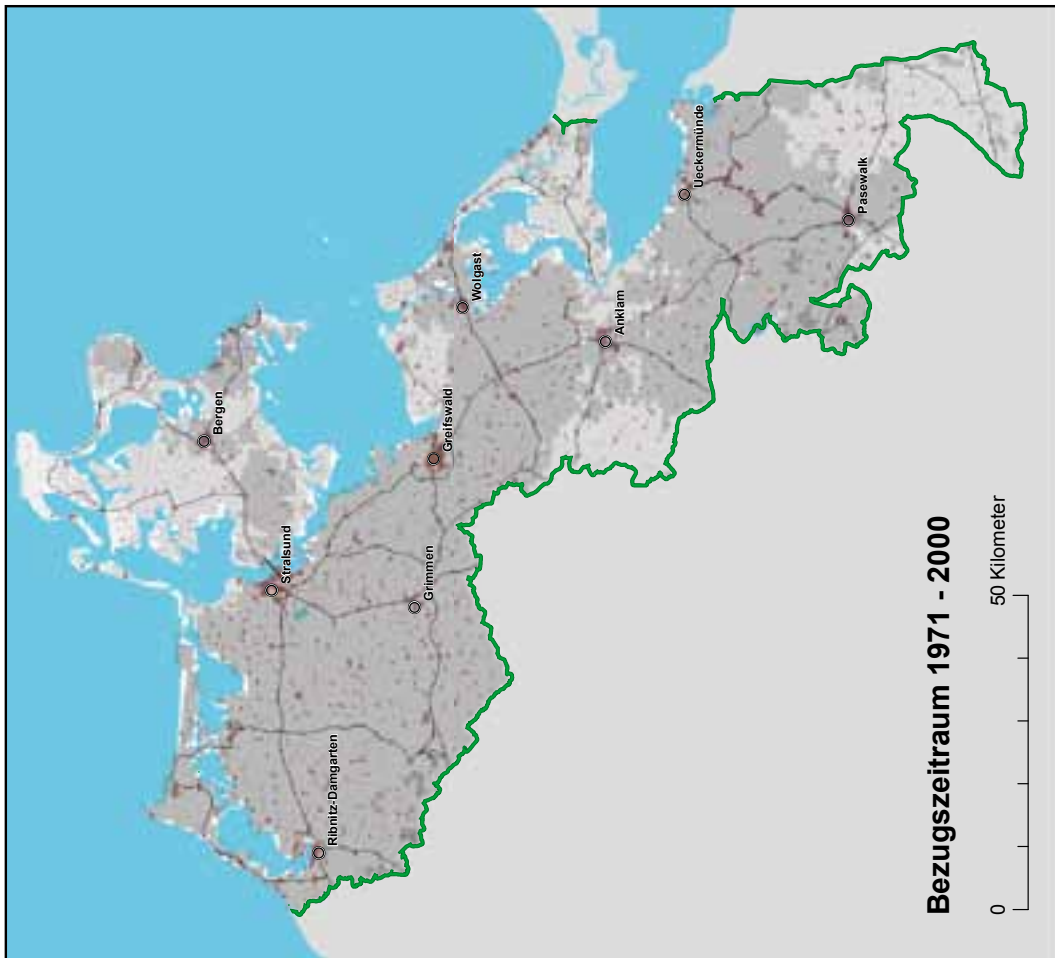 Bergen
Stralsund
Ribnitz-Damgarten
Grimmen
Greifswald
Wolgast
Anklam
Ueckermünde
Pasewalk
Bezugszeitraum 1971 - 2000
0
50 Kilometer